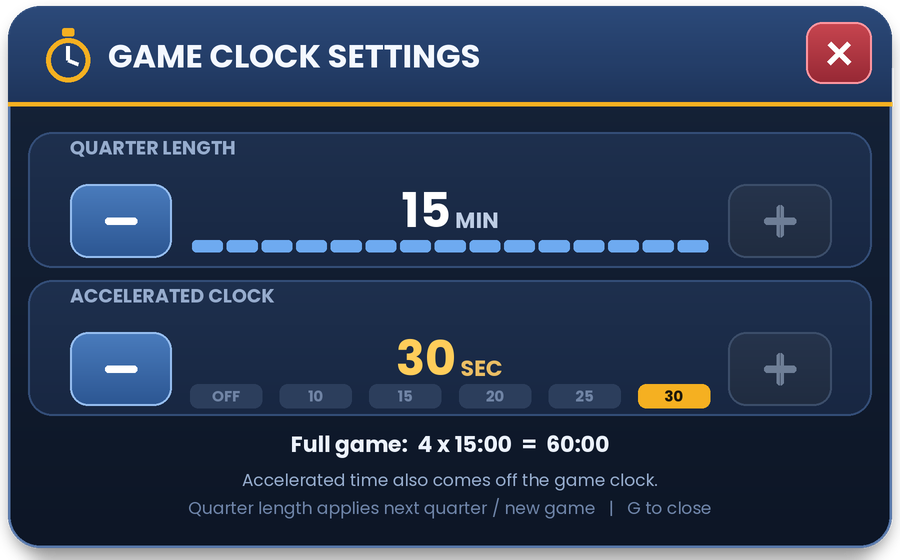 GAME CLOCK SETTINGS
QUARTER LENGTH
15 MIN
ACCELERATED CLOCK
30 SEC
OFF 10 15 20 25 30
Full game: 4 x 15:00 = 60:00
Accelerated time also comes off the game clock.
Quarter length applies next quarter / new game | G to close